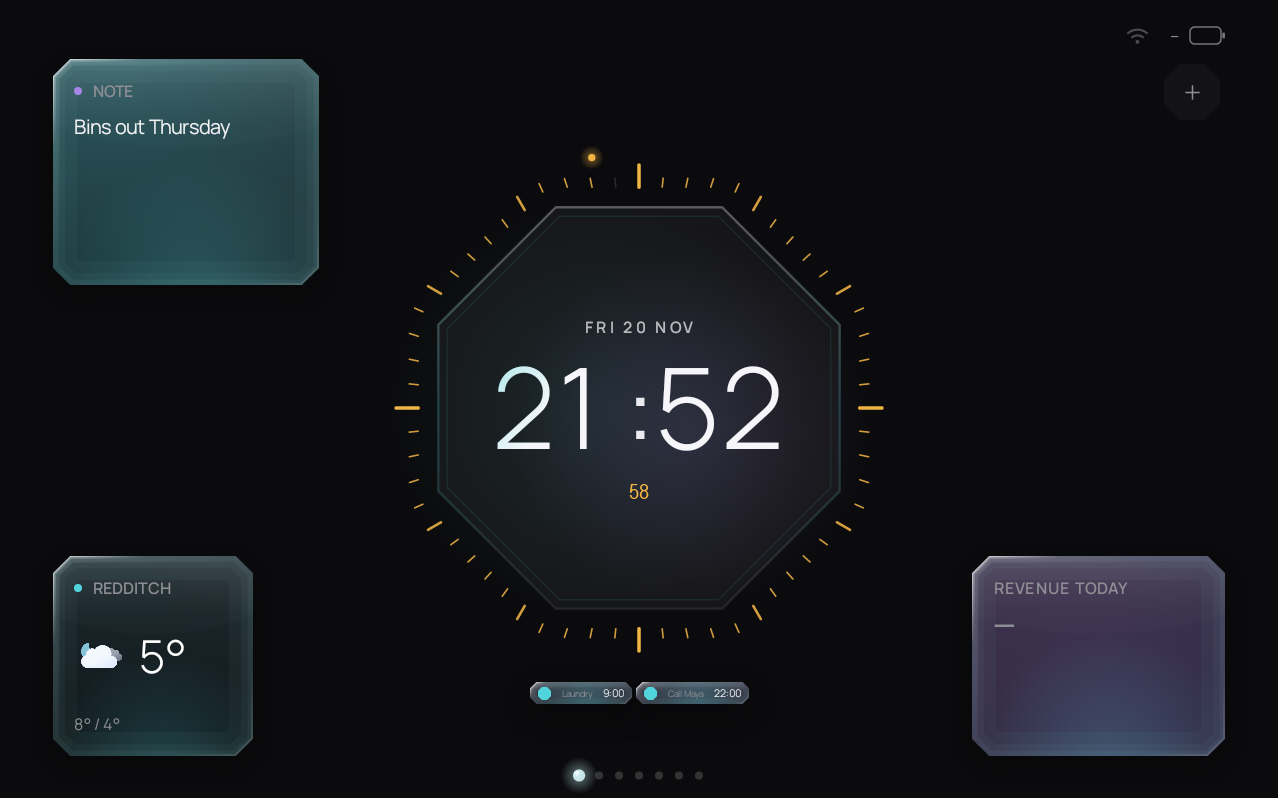 –
NOTE
Bins out Thursday
FRI 20 NOV
21:52
58
REDDITCH
5°
8° / 4°
REVENUE TODAY
—
Laundry 9:00
Call Maya 22:00